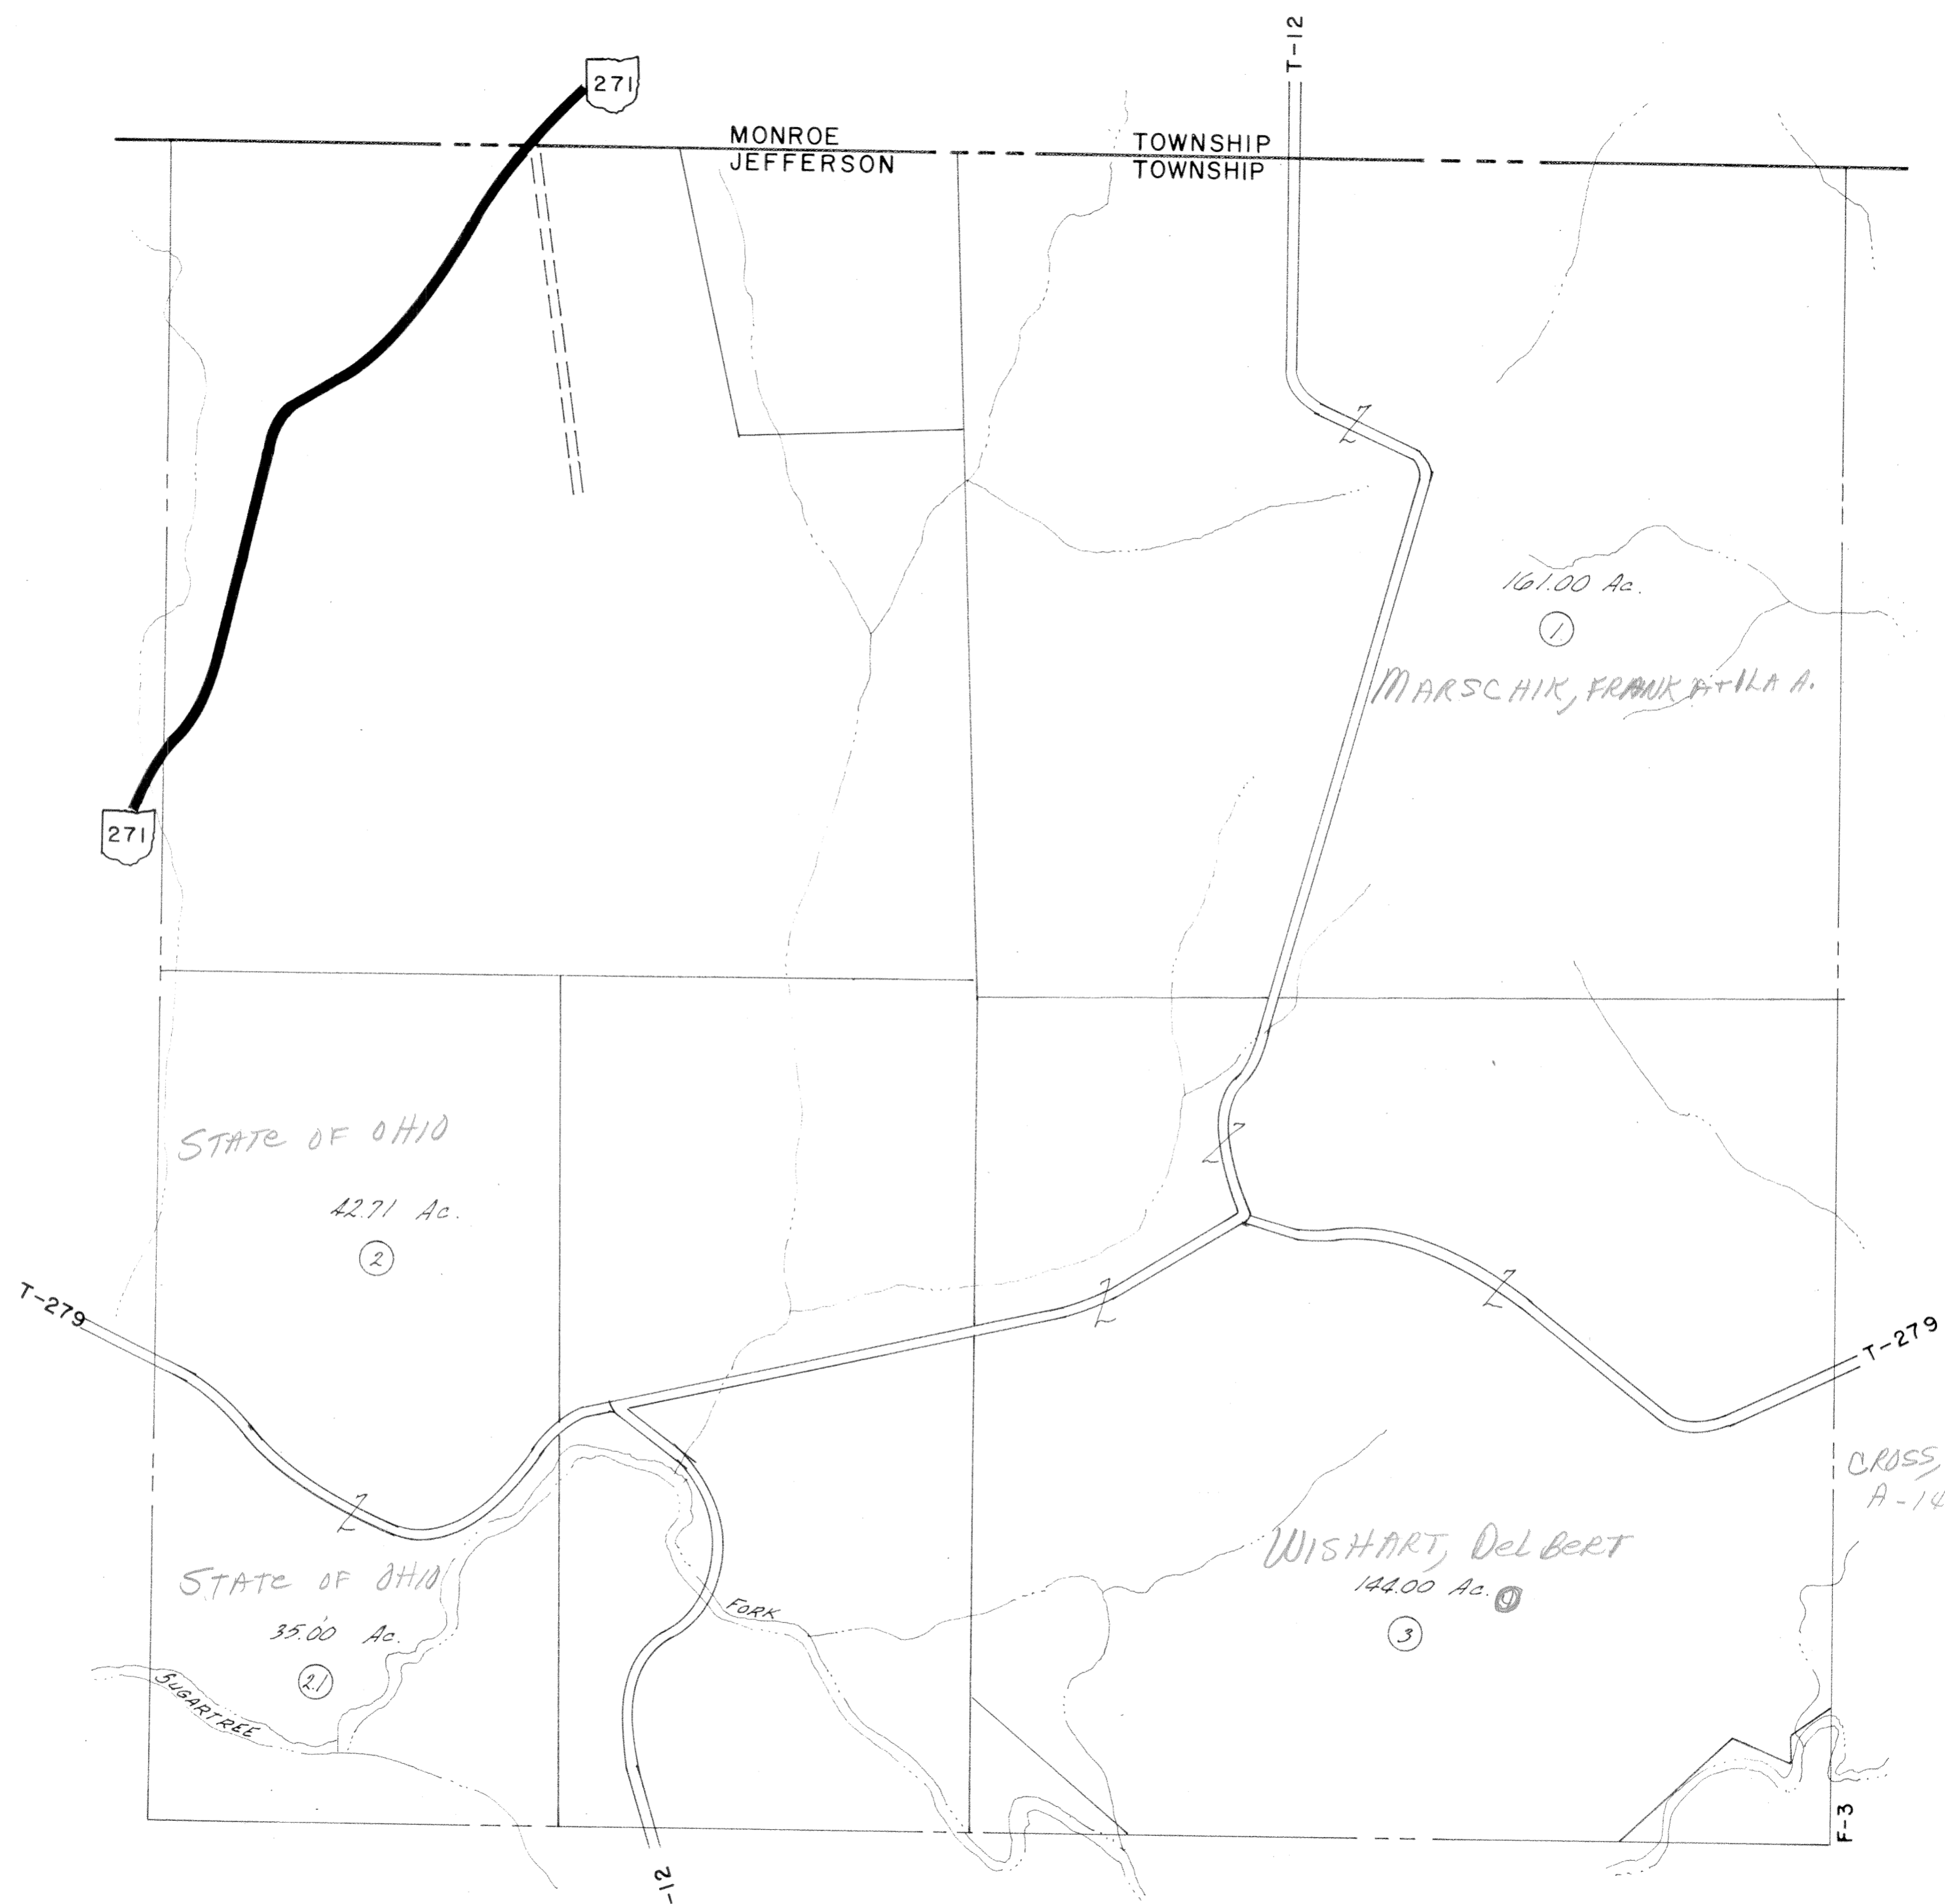 T-12
271
MONROE TOWNSHIP
JEFFERSON TOWNSHIP
161.00 Ac.
1
MARSCHIK, FRANK A + ILA A.
271
STATE OF OHIO
42.71 Ac.
2
T-279
T-279
CROSS,
A-14
WISHART, DELBERT
144.00 Ac.
3
STATE OF OHIO
35.00 Ac.
2.1
FORK
SUGARTREE
F-3
-12